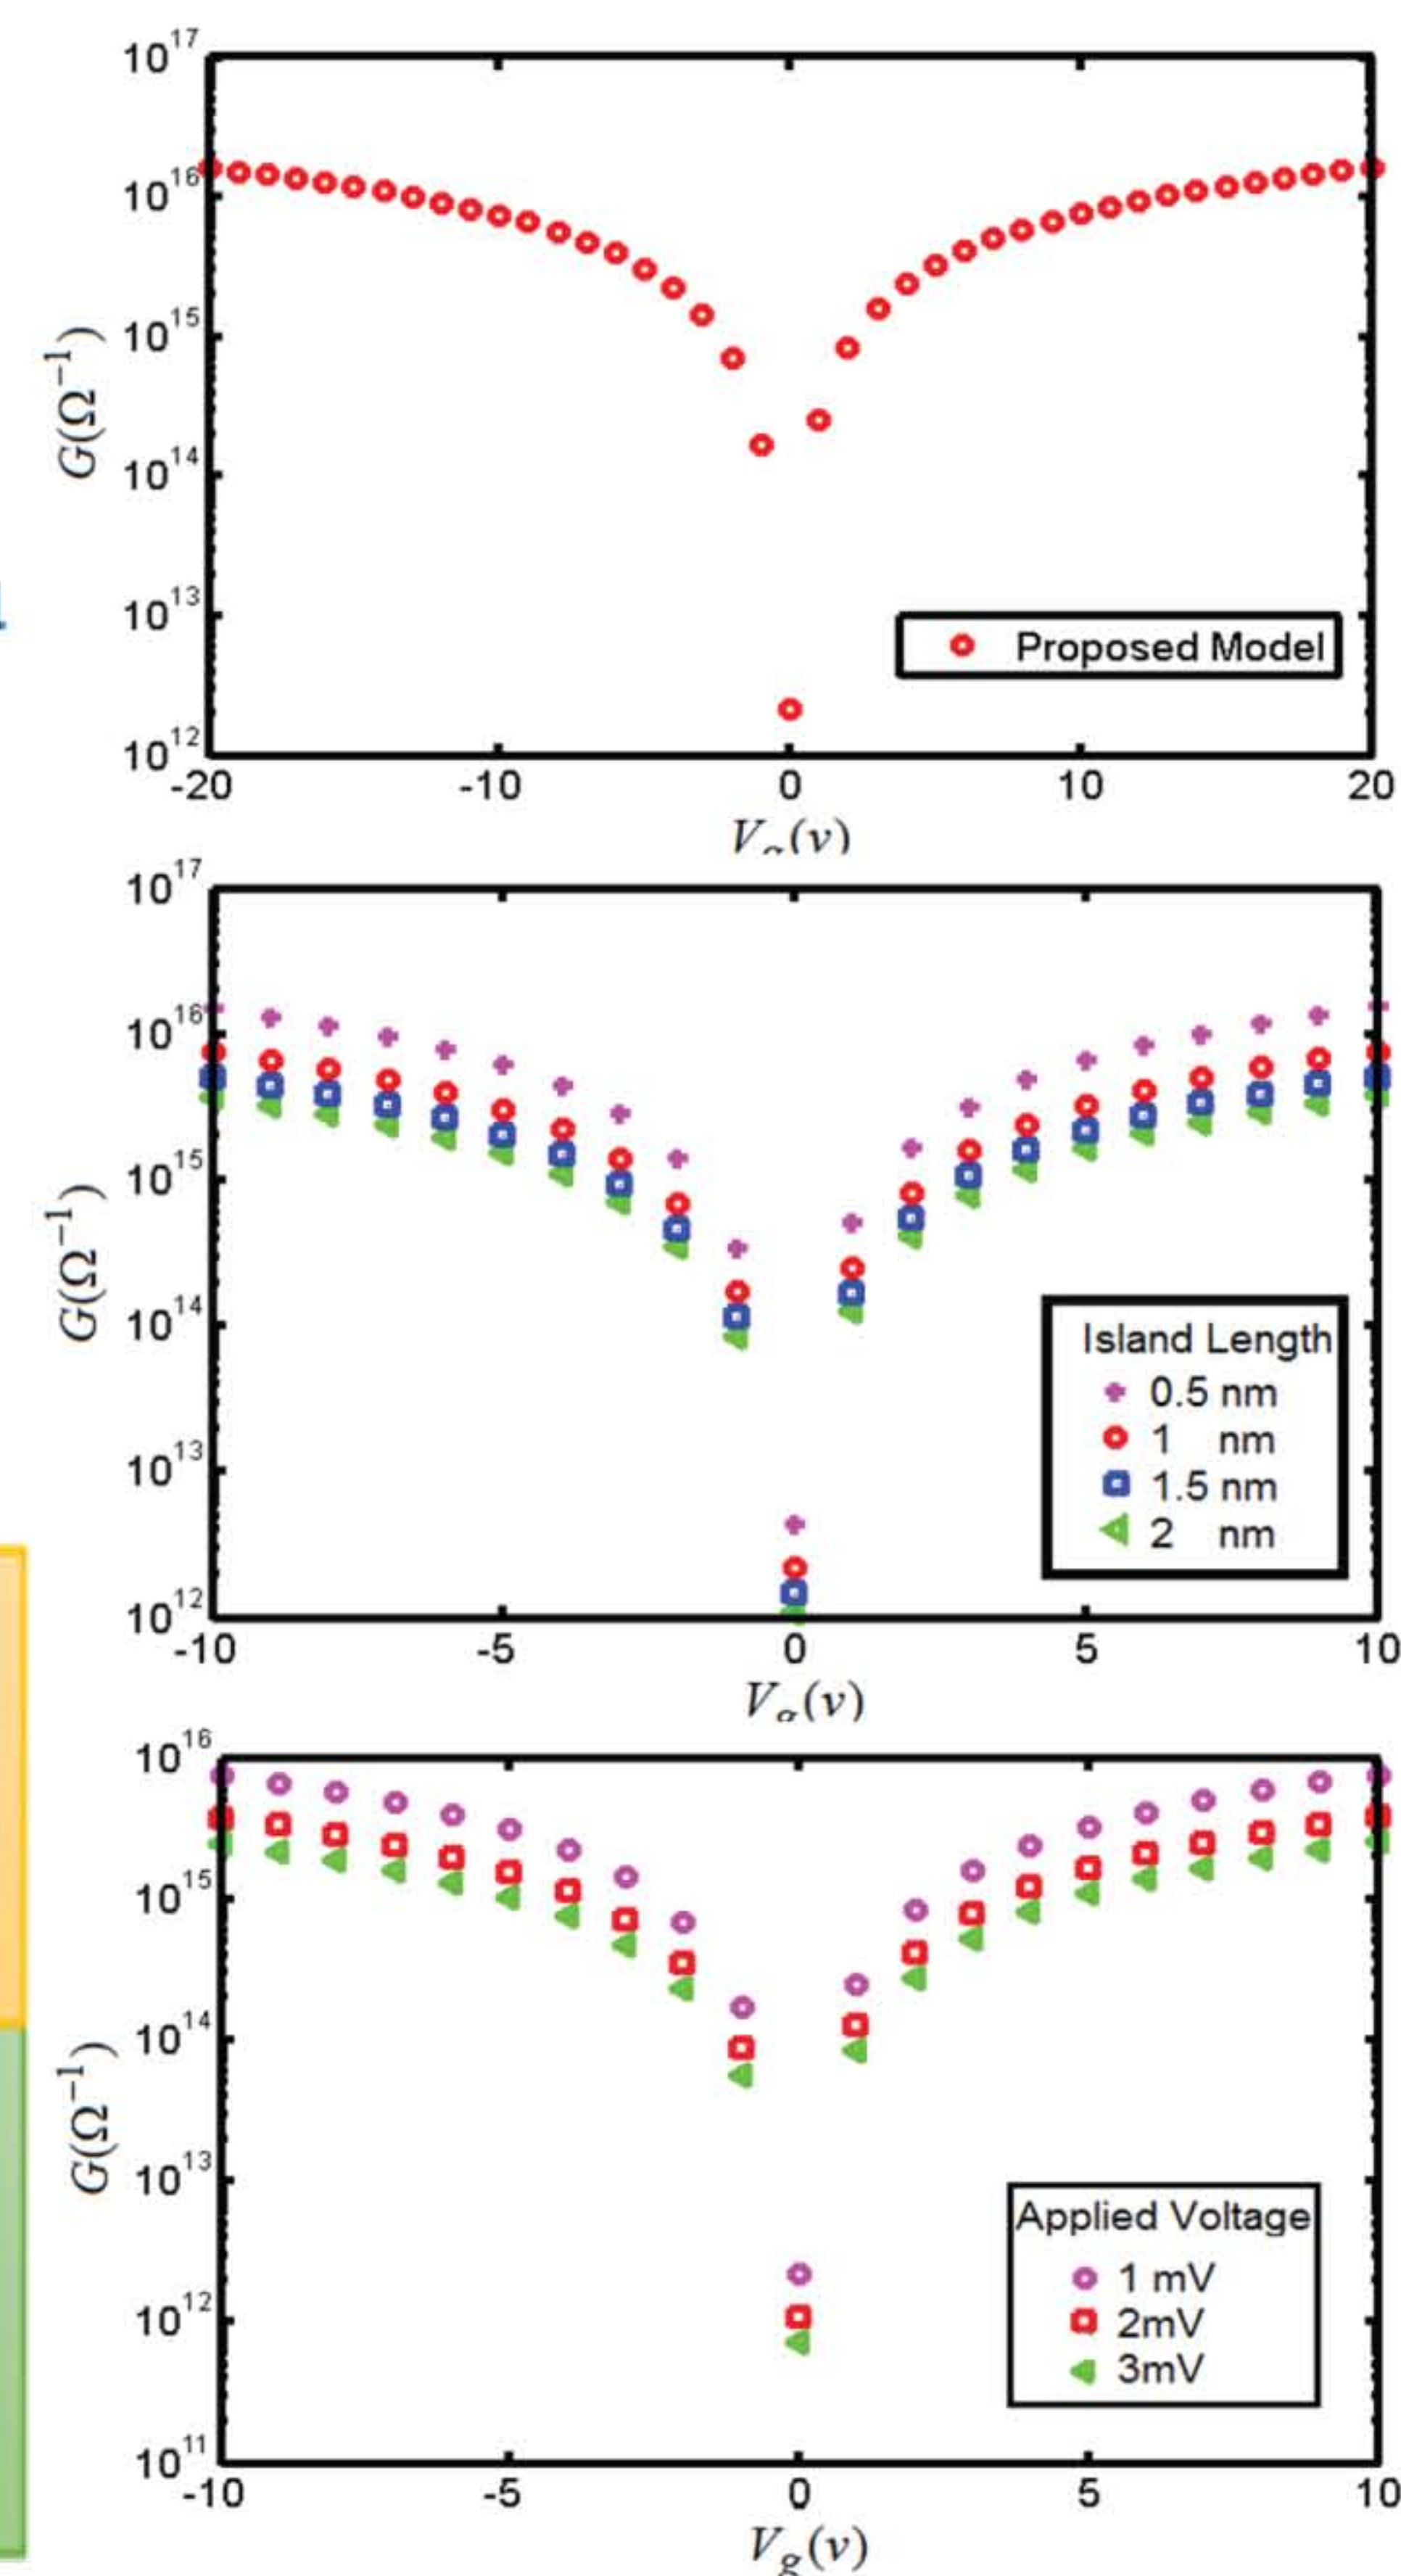 10^17
10^16
10^15
10^14
10^13
10^12
G(Ω^−1)
Proposed Model
-20 -10 0 10 20
V_g(v)
10^17
10^16
10^15
10^14
10^13
10^12
G(Ω^−1)
Island Length
0.5 nm
1 nm
1.5 nm
2 nm
-10 -5 0 5 10
V_g(v)
10^16
10^15
10^14
10^13
10^12
10^11
G(Ω^−1)
Applied Voltage
1 mV
2mV
3mV
-10 -5 0 5 10
V_g(v)